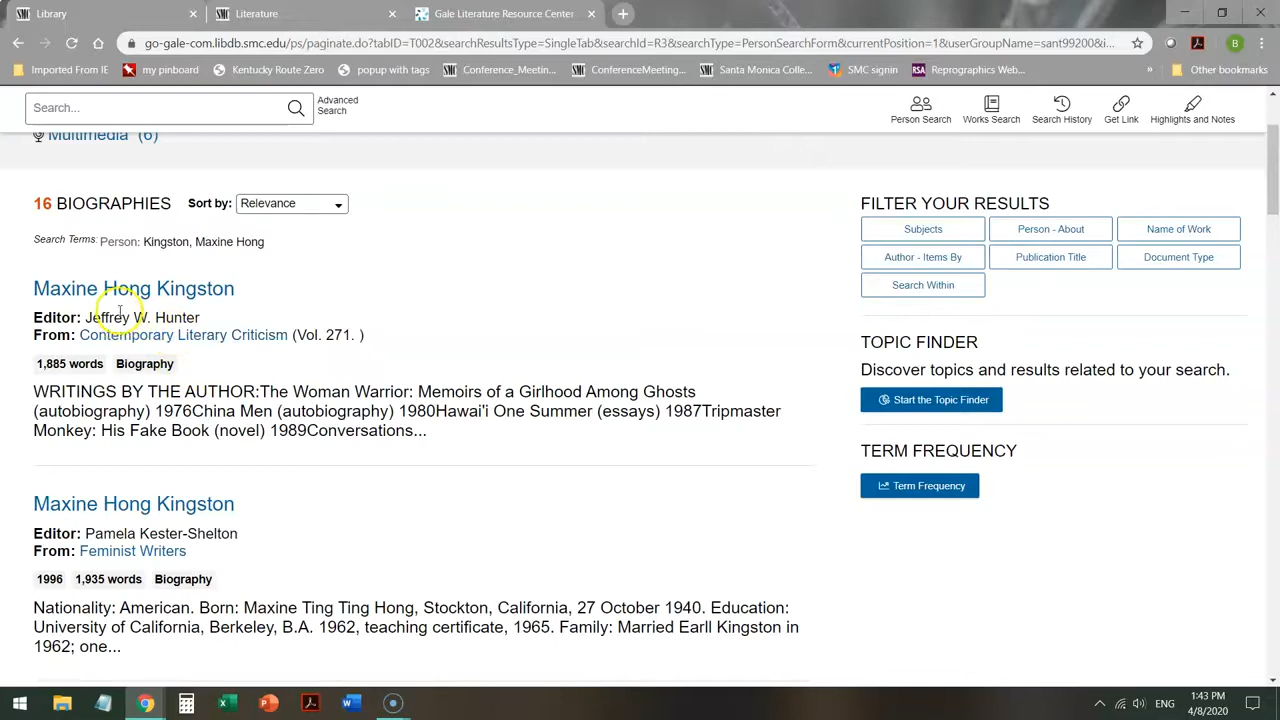 Library
Literature
Gale Literature Resource Center
go-gale-com.libdb.smc.edu/ps/paginate.do?tabID=T002&searchResultsType=SingleTab&searchId=R3&searchType=PersonSearchForm&currentPosition=1&userGroupName=sant99200&i...
Imported From IE
my pinboard
Kentucky Route Zero
popup with tags
Conference_Meetin...
ConferenceMeeting...
Santa Monica Colle...
SMC signin
Reprographics Web...
Other bookmarks
Search...
Advanced
Search
Person Search
Works Search
Search History
Get Link
Highlights and Notes
Multimedia (6)
16 BIOGRAPHIES
Sort by: Relevance
Search Terms: Person: Kingston, Maxine Hong
Maxine Hong Kingston
Editor: Jeffrey W. Hunter
From: Contemporary Literary Criticism (Vol. 271. )
1,885 words Biography
WRITINGS BY THE AUTHOR:The Woman Warrior: Memoirs of a Girlhood Among Ghosts
(autobiography) 1976China Men (autobiography) 1980Hawai'i One Summer (essays) 1987Tripmaster
Monkey: His Fake Book (novel) 1989Conversations...
Maxine Hong Kingston
Editor: Pamela Kester-Shelton
From: Feminist Writers
1996 1,935 words Biography
Nationality: American. Born: Maxine Ting Ting Hong, Stockton, California, 27 October 1940. Education:
University of California, Berkeley, B.A. 1962, teaching certificate, 1965. Family: Married Earll Kingston in
1962; one...
FILTER YOUR RESULTS
Subjects
Person - About
Name of Work
Author - Items By
Publication Title
Document Type
Search Within
TOPIC FINDER
Discover topics and results related to your search.
Start the Topic Finder
TERM FREQUENCY
Term Frequency
ENG
1:43 PM
4/8/2020